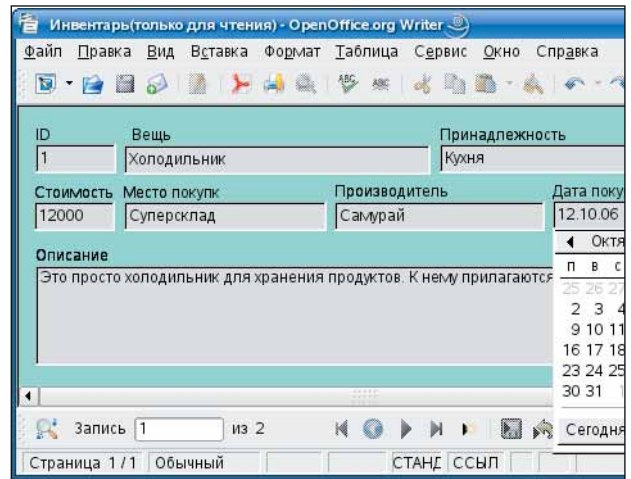 Инвентарь(только для чтения) - OpenOffice.org Writer
Файл Правка Вид Вставка Формат Таблица Сервис Окно Справка
ABC ABC
ID Вещь Принадлежность
1 Холодильник Кухня
Стоимость Место покупк Производитель Дата поку
12000 Суперсклад Самурай 12.10.06
Октя
Описание
Это просто холодильник для хранения продуктов. К нему прилагаются
П В С
25 26 27
2 3 4
9 10 11
16 17 18
23 24 25
30 31 1
Запись 1 из 2
Сегодня
Страница 1 / 1 Обычный СТАНД ССЫЛ